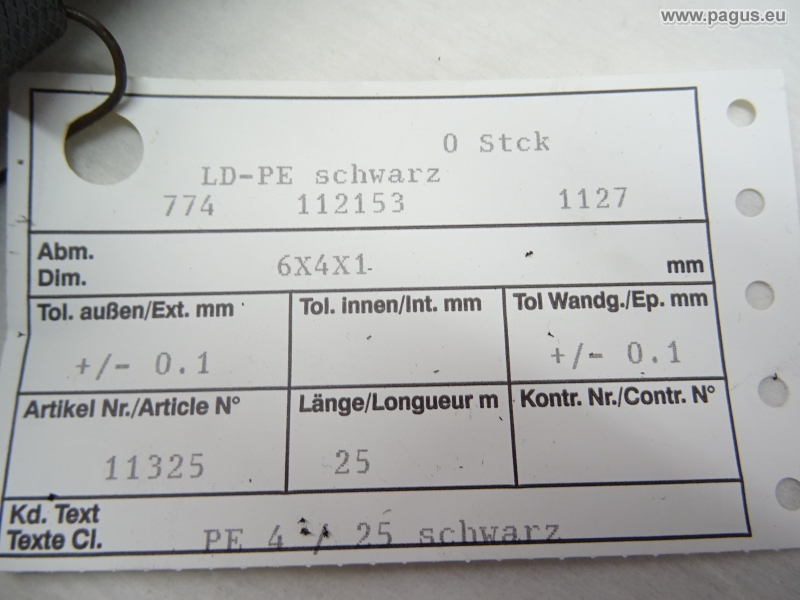 www.pagus.eu
0 Stck
LD-PE schwarz
774 112153 1127
Abm.
Dim. 6X4X1 mm
Tol. außen/Ext. mm Tol. innen/Int. mm Tol Wandg./Ep. mm
+/- 0.1 +/- 0.1
Artikel Nr./Article N° Länge/Longueur m Kontr. Nr./Contr. N°
11325 25
Kd. Text
Texte Cl. PE 4 / 25 schwarz